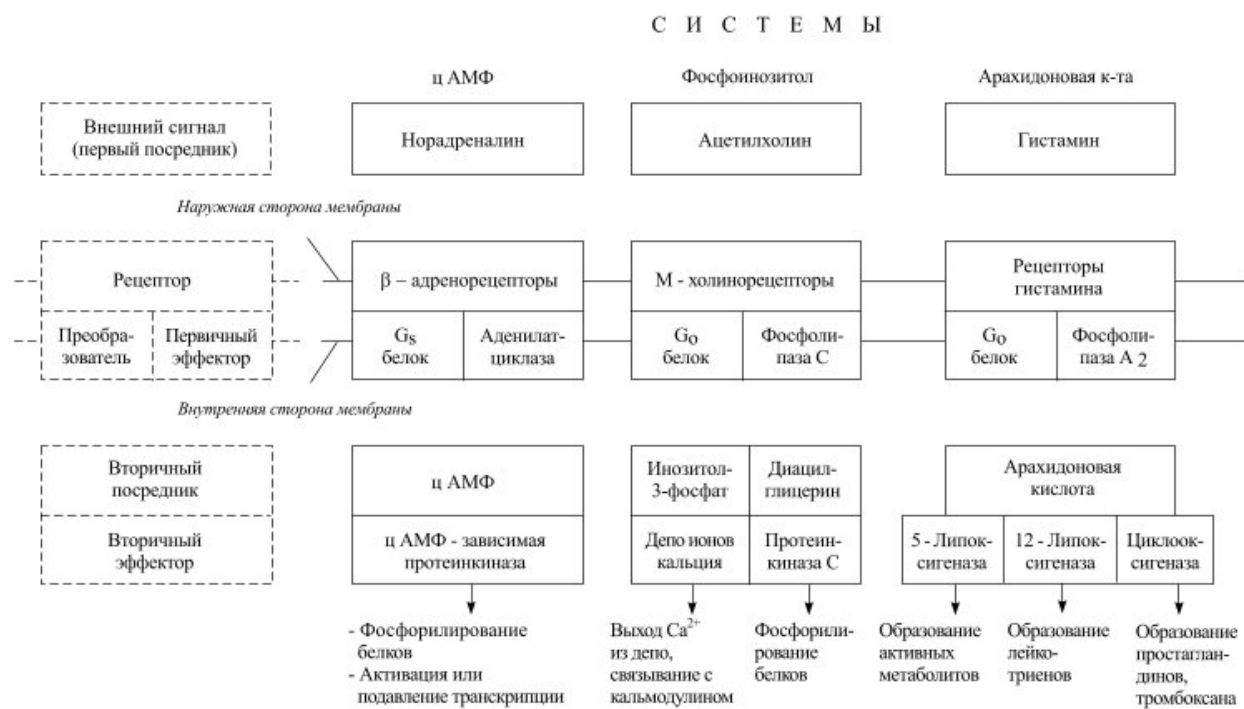 С И С Т Е М Ы
ц АМФ
Фосфоинозитол
Арахидоновая к-та
Внешний сигнал
(первый посредник)
Норадреналин
Ацетилхолин
Гистамин
Наружная сторона мембраны
Рецептор
β – адренорецепторы
М - холинорецепторы
Рецепторы
гистамина
Преобра-
зователь
Первичный
эффектор
Gs
белок
Аденилат-
циклаза
Go
белок
Фосфоли-
паза С
Go
белок
Фосфоли-
паза А 2
Внутренняя сторона мембраны
Вторичный
посредник
ц АМФ
Инозитол-
3-фосфат
Диацил-
глицерин
Арахидоновая
кислота
Вторичный
эффектор
ц АМФ - зависимая
протеинкиназа
Депо ионов
кальция
Протеин-
киназа С
5 - Липок-
сигеназа
12 - Липок-
сигеназа
Циклоок-
сигеназа
- Фосфорилирование
белков
- Активация или
подавление транскрипции
Выход Ca²⁺
из депо,
связывание с
кальмодулином
Фосфорили-
рование
белков
Образование
активных
метаболитов
Образование
лейко-
триенов
Образование
простаглан-
динов,
тромбоксана